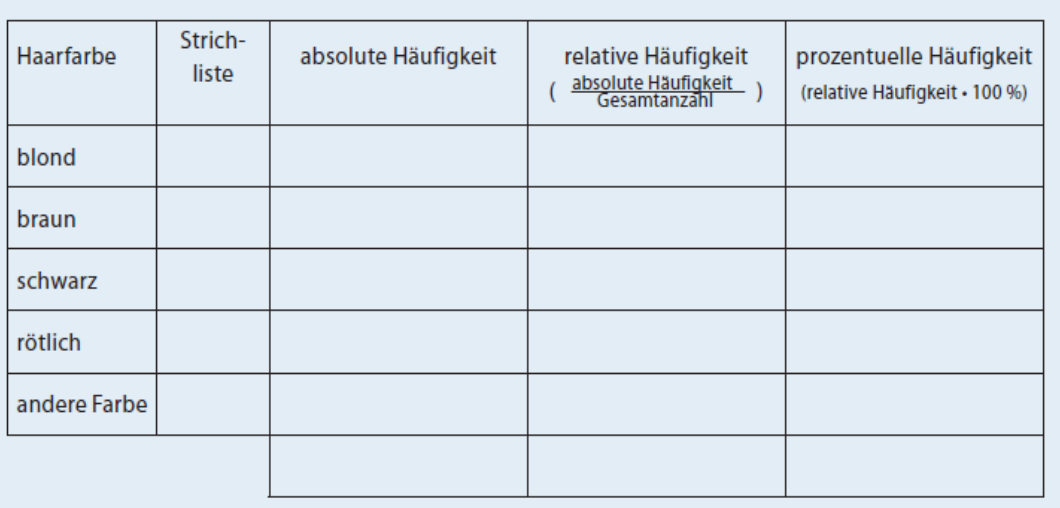 Haarfarbe
Strich-
liste
absolute Häufigkeit
relative Häufigkeit
( absolute Häufigkeit )
Gesamtanzahl
prozentuelle Häufigkeit
(relative Häufigkeit • 100 %)
blond
braun
schwarz
rötlich
andere Farbe